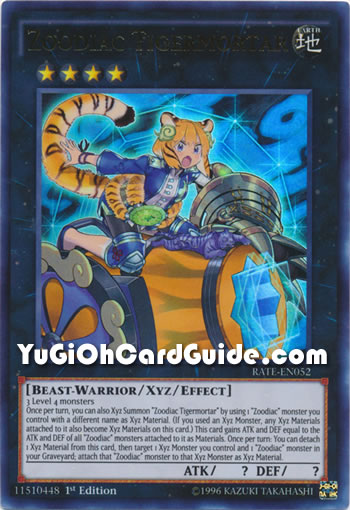 Zoodiac Tigermortar
EARTH
地
YuGiOhCardGuide.com
RATE-EN052
[Beast-Warrior/Xyz/Effect]
3 Level 4 monsters
Once per turn, you can also Xyz Summon "Zoodiac Tigermortar" by using 1 "Zoodiac" monster you
control with a different name as Xyz Material. (If you used an Xyz Monster, any Xyz Materials
attached to it also become Xyz Materials on this card.) This card gains ATK and DEF equal to the
ATK and DEF of all "Zoodiac" monsters attached to it as Materials. Once per turn: You can detach
1 Xyz Material from this card, then target 1 Xyz Monster you control and 1 "Zoodiac" monster in
your Graveyard; attach that "Zoodiac" monster to that Xyz Monster as Xyz Material.
ATK/ ? DEF/ ?
11510448 1st Edition ©1996 KAZUKI TAKAHASHI